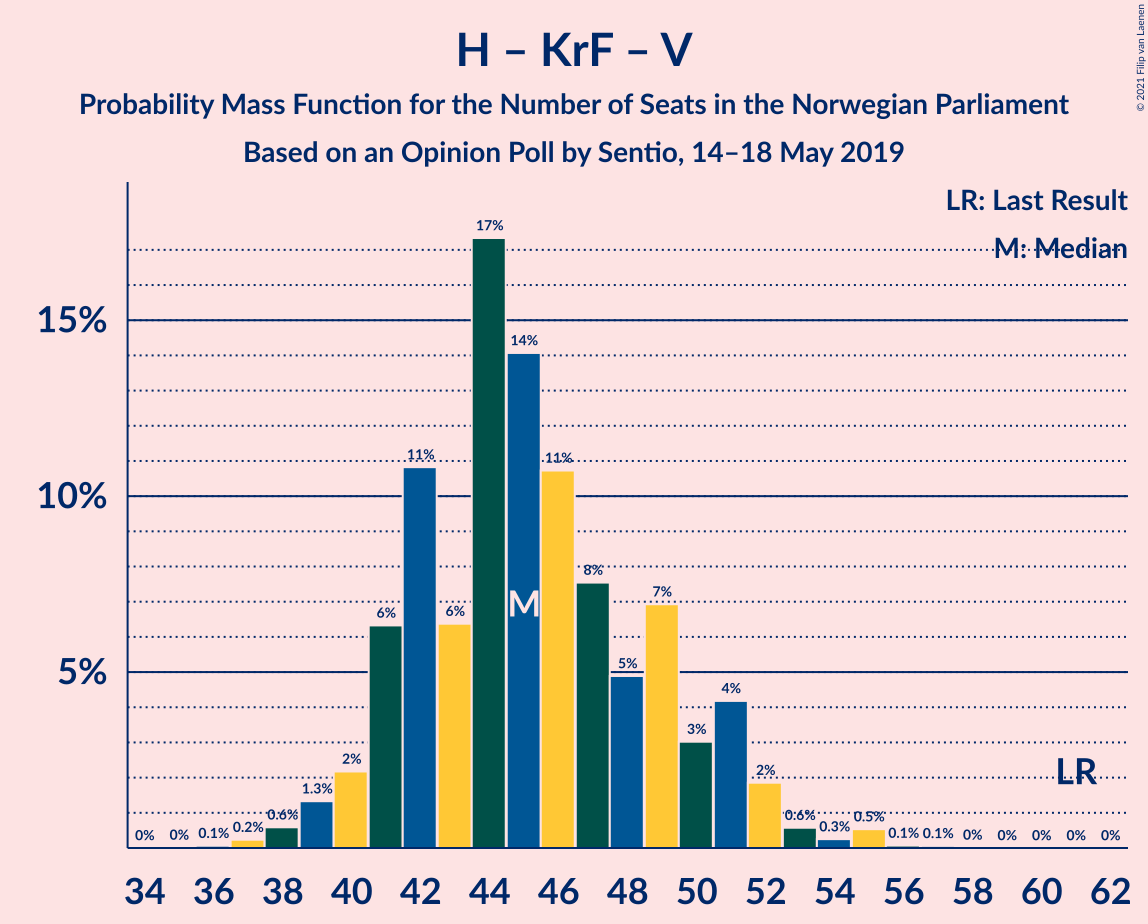 H – KrF – V
Probability Mass Function for the Number of Seats in the Norwegian Parliament
Based on an Opinion Poll by Sentio, 14–18 May 2019
© 2021 Filip van Laenen
LR: Last Result
M: Median
15%
10%
5%
0% 0% 0.1% 0.2% 0.6% 1.3% 2% 6% 11% 6% 17% 14% 11% 8% 5% 7% 3% 4% 2% 0.6% 0.3% 0.5% 0.1% 0.1% 0% 0% 0% 0% 0%
M
LR
34 36 38 40 42 44 46 48 50 52 54 56 58 60 62